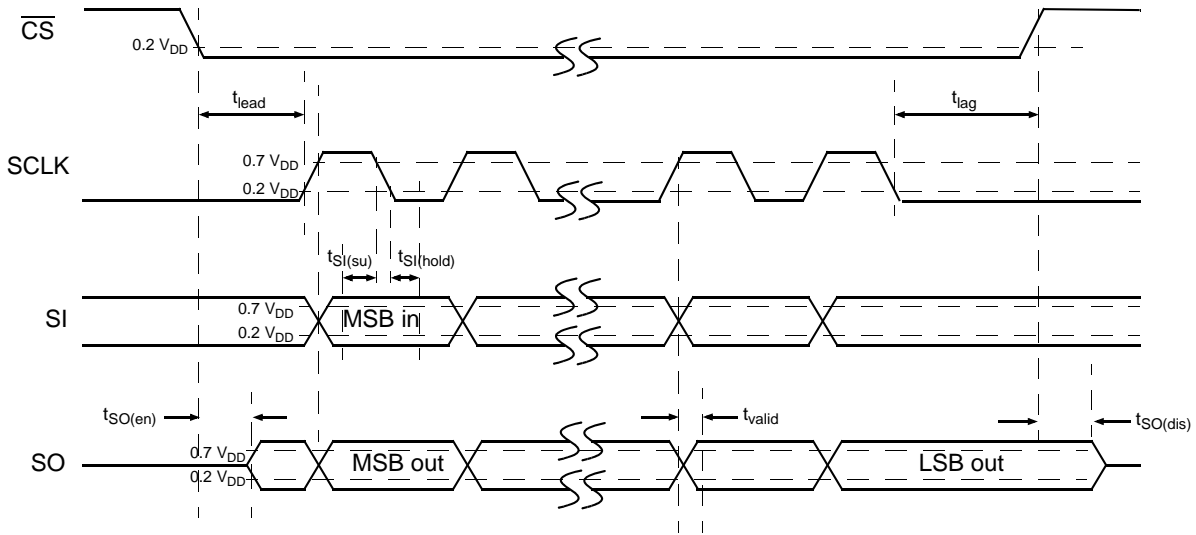 CS
0.2 VDD
tlead
tlag
SCLK
0.7 VDD
0.2 VDD
tSI(su)
tSI(hold)
SI
0.7 VDD
MSB in
0.2 VDD
tSO(en)
tvalid
tSO(dis)
SO
0.7 VDD
MSB out
LSB out
0.2 VDD